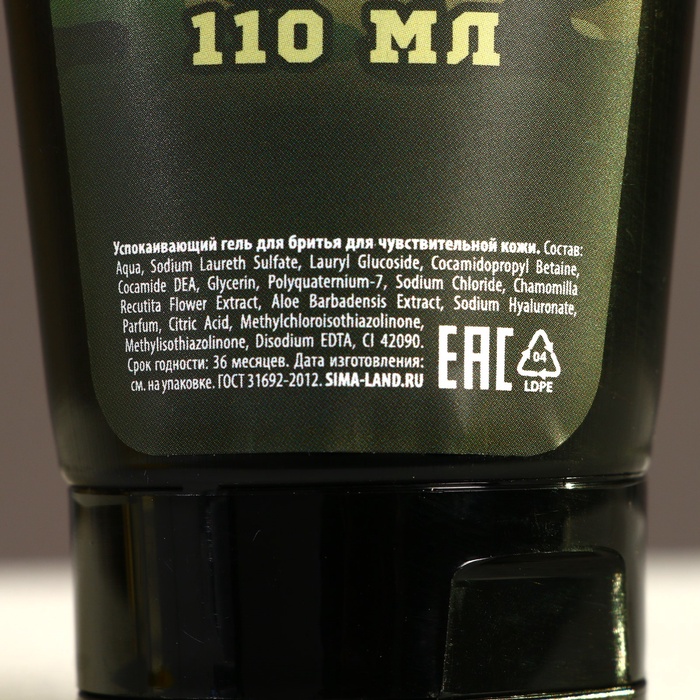 110 МЛ
Успокаивающий гель для бритья для чувствительной кожи. Состав:
Aqua, Sodium Laureth Sulfate, Lauryl Glucoside, Cocamidopropyl Betaine,
Cocamide DEA, Glycerin, Polyquaternium-7, Sodium Chloride, Chamomilla
Recutita Flower Extract, Aloe Barbadensis Extract, Sodium Hyaluronate,
Parfum, Citric Acid, Methylchloroisothiazolinone,
Methylisothiazolinone, Disodium EDTA, CI 42090.
Срок годности: 36 месяцев. Дата изготовления:
см. на упаковке. ГОСТ 31692-2012. SIMA-LAND.RU
EAC
04
LDPE